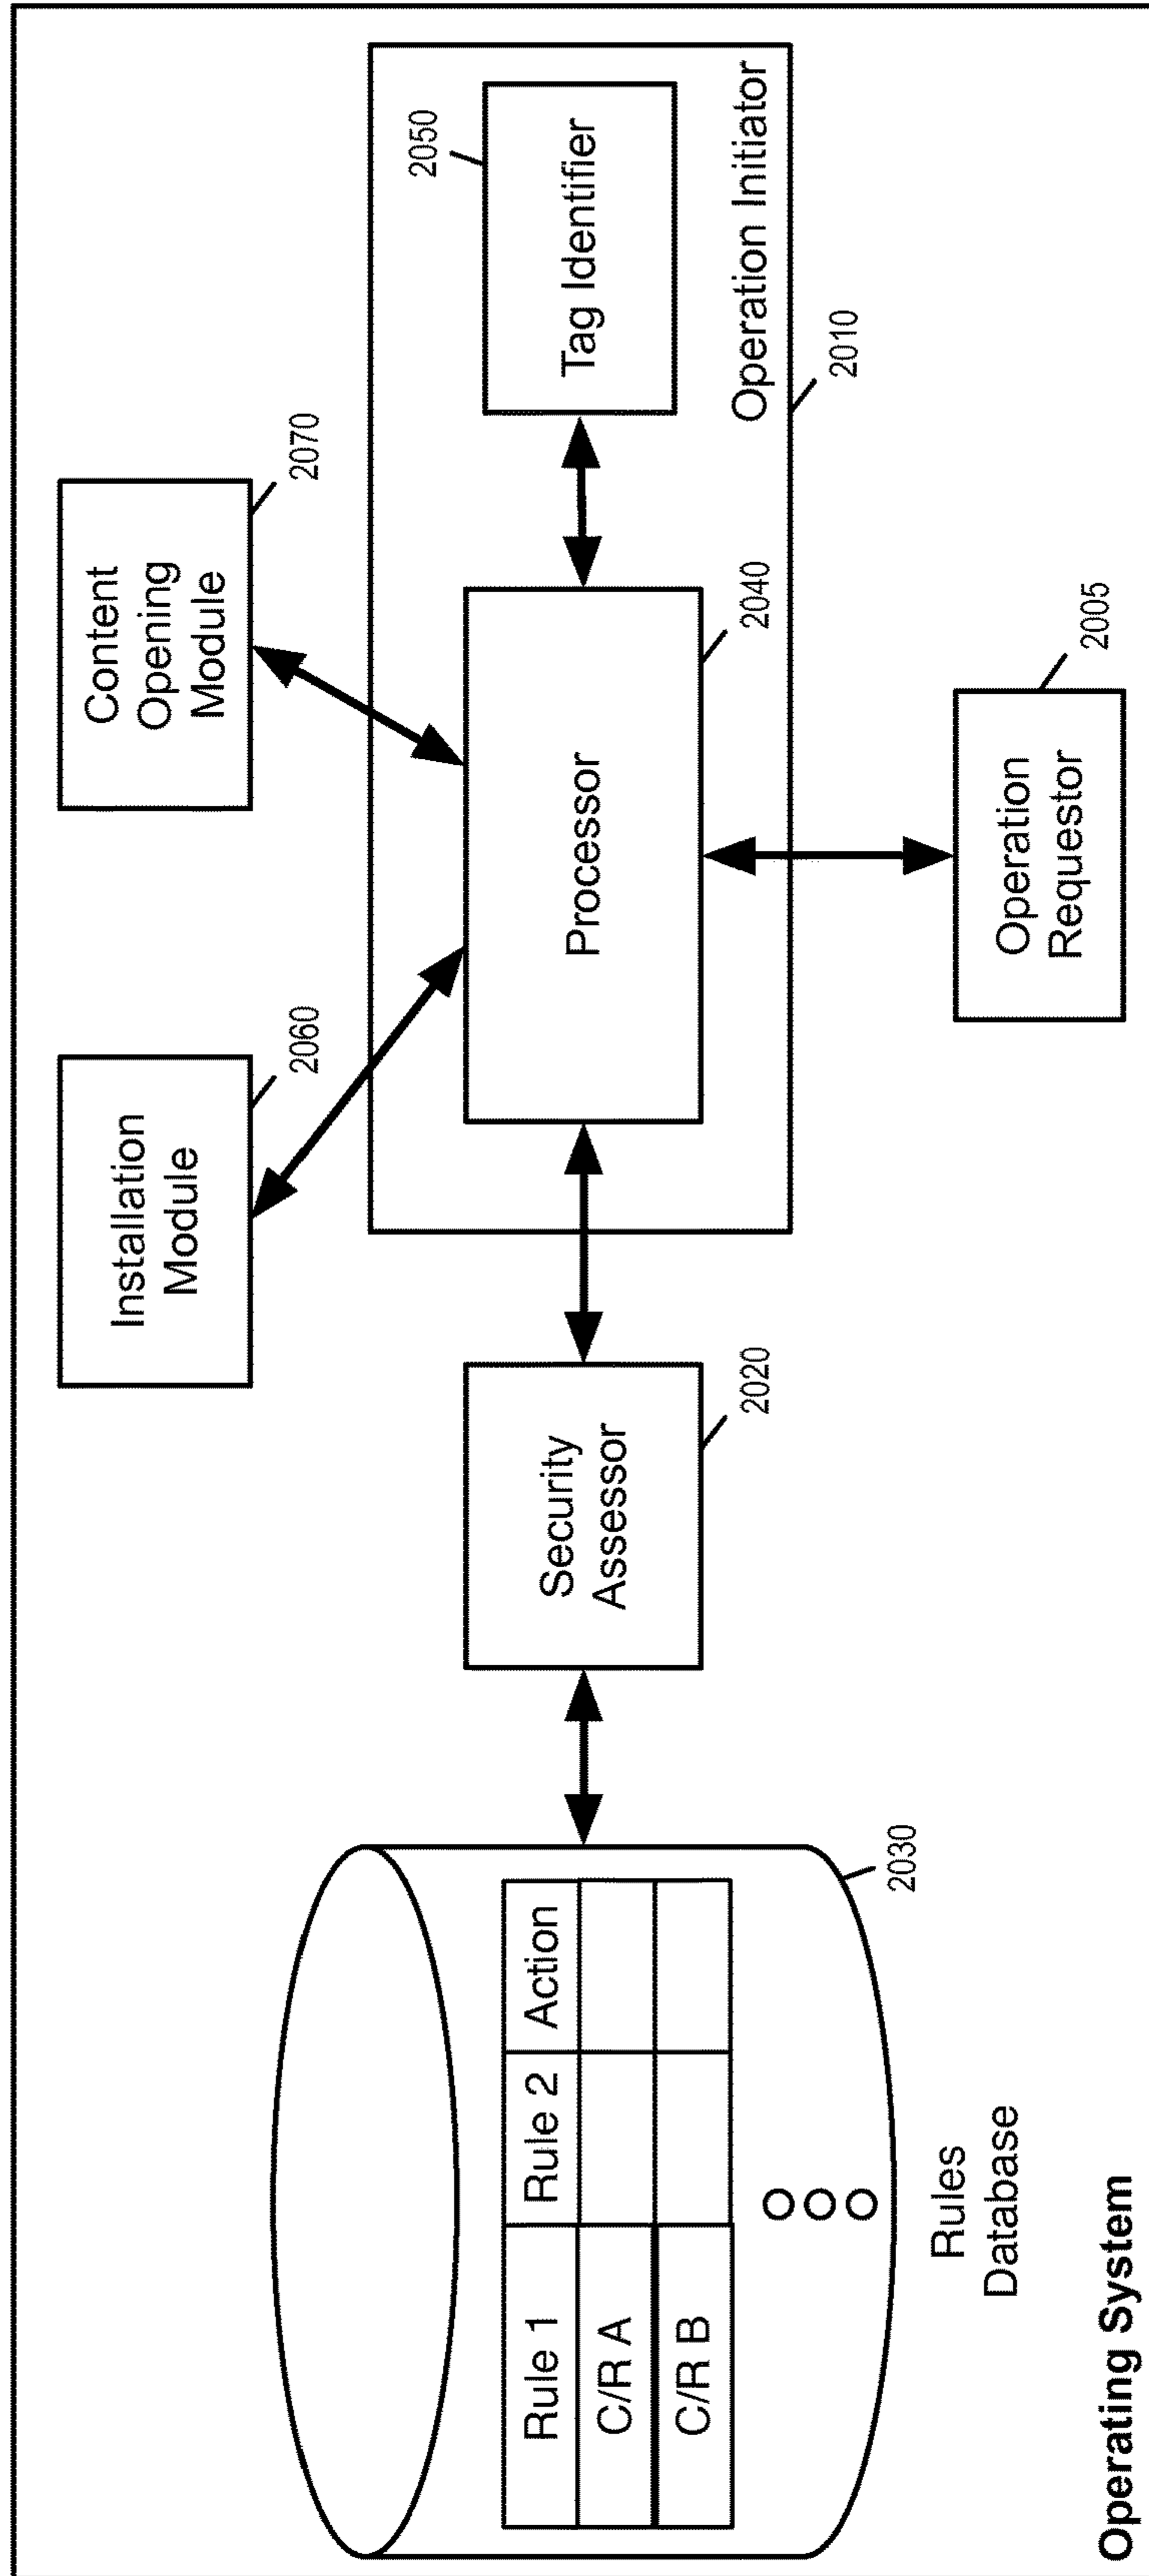 Installation
Module
2060
Content
Opening
Module
2070
Rule 1
Rule 2
Action
C/R A
C/R B
2030
Rules
Database
Security
Assessor
2020
Processor
2040
Tag Identifier
2050
Operation Initiator
2010
Operation
Requestor
2005
Operating System